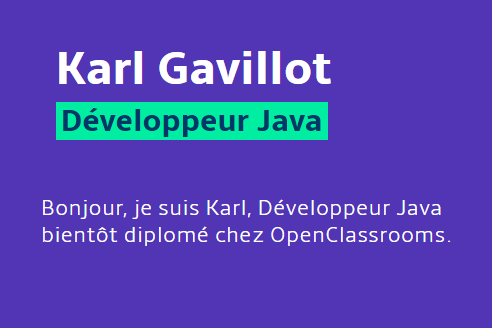 Karl Gavillot
Développeur Java
Bonjour, je suis Karl, Développeur Java
bientôt diplomé chez OpenClassrooms.